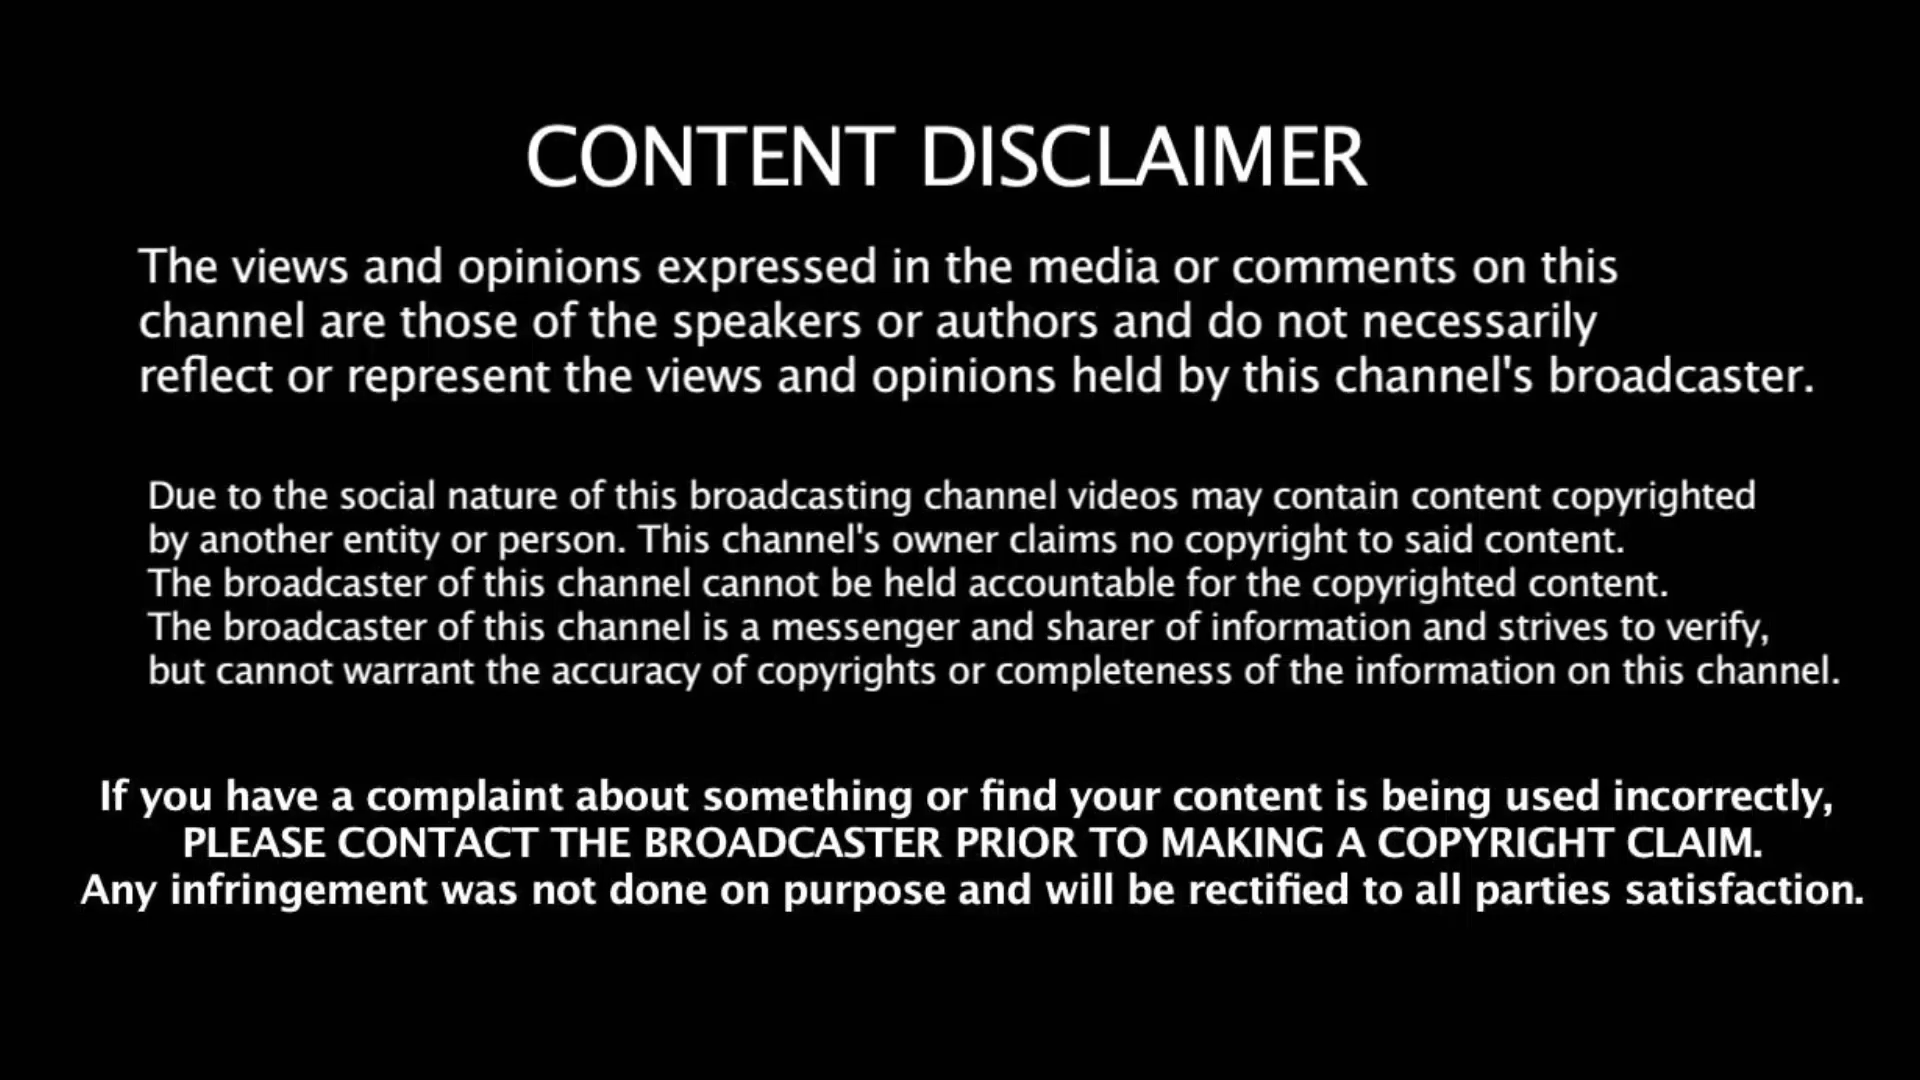 CONTENT DISCLAIMER
The views and opinions expressed in the media or comments on this
channel are those of the speakers or authors and do not necessarily
reflect or represent the views and opinions held by this channel's broadcaster.
Due to the social nature of this broadcasting channel videos may contain content copyrighted
by another entity or person. This channel's owner claims no copyright to said content.
The broadcaster of this channel cannot be held accountable for the copyrighted content.
The broadcaster of this channel is a messenger and sharer of information and strives to verify,
but cannot warrant the accuracy of copyrights or completeness of the information on this channel.
If you have a complaint about something or find your content is being used incorrectly,
PLEASE CONTACT THE BROADCASTER PRIOR TO MAKING A COPYRIGHT CLAIM.
Any infringement was not done on purpose and will be rectified to all parties satisfaction.